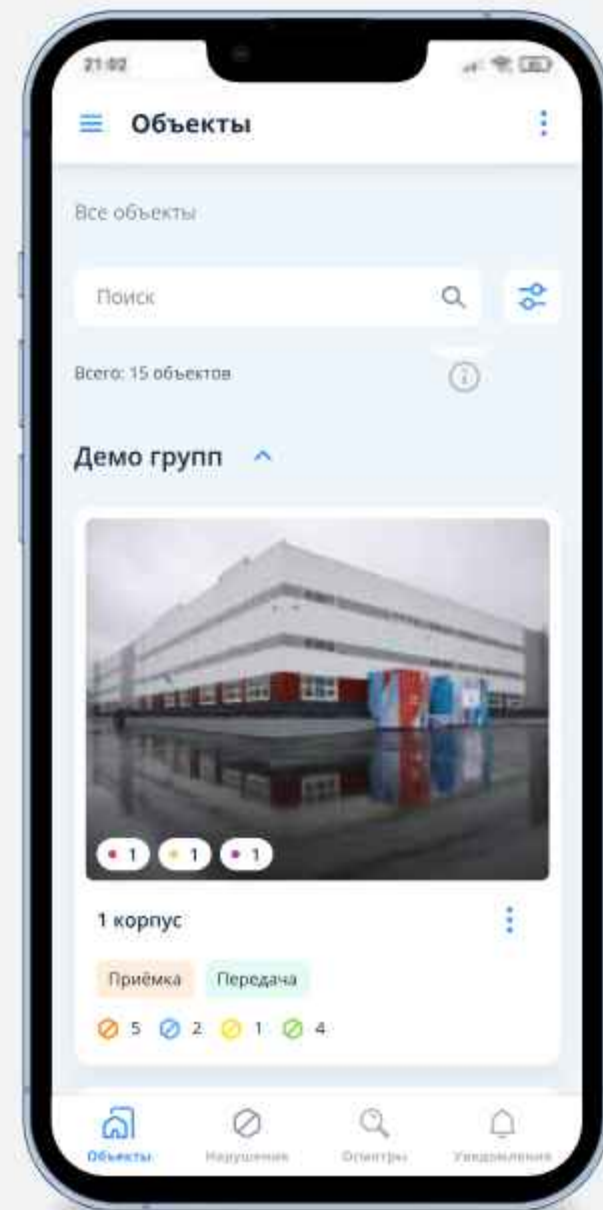 21:02
Объекты
Все объекты
Поиск
Всего: 15 объектов
Демо групп
1 1 1
1 корпус
Приёмка Передача
5 2 1 4
Объекты Нарушения Осмотры Уведомления